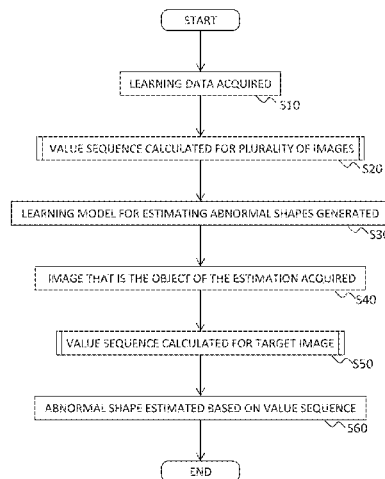 START
LEARNING DATA ACQUIRED
S10
VALUE SEQUENCE CALCULATED FOR PLURALITY OF IMAGES
S20
LEARNING MODEL FOR ESTIMATING ABNORMAL SHAPES GENERATED
S30
IMAGE THAT IS THE OBJECT OF THE ESTIMATION ACQUIRED
S40
VALUE SEQUENCE CALCULATED FOR TARGET IMAGE
S50
ABNORMAL SHAPE ESTIMATED BASED ON VALUE SEQUENCE
S60
END